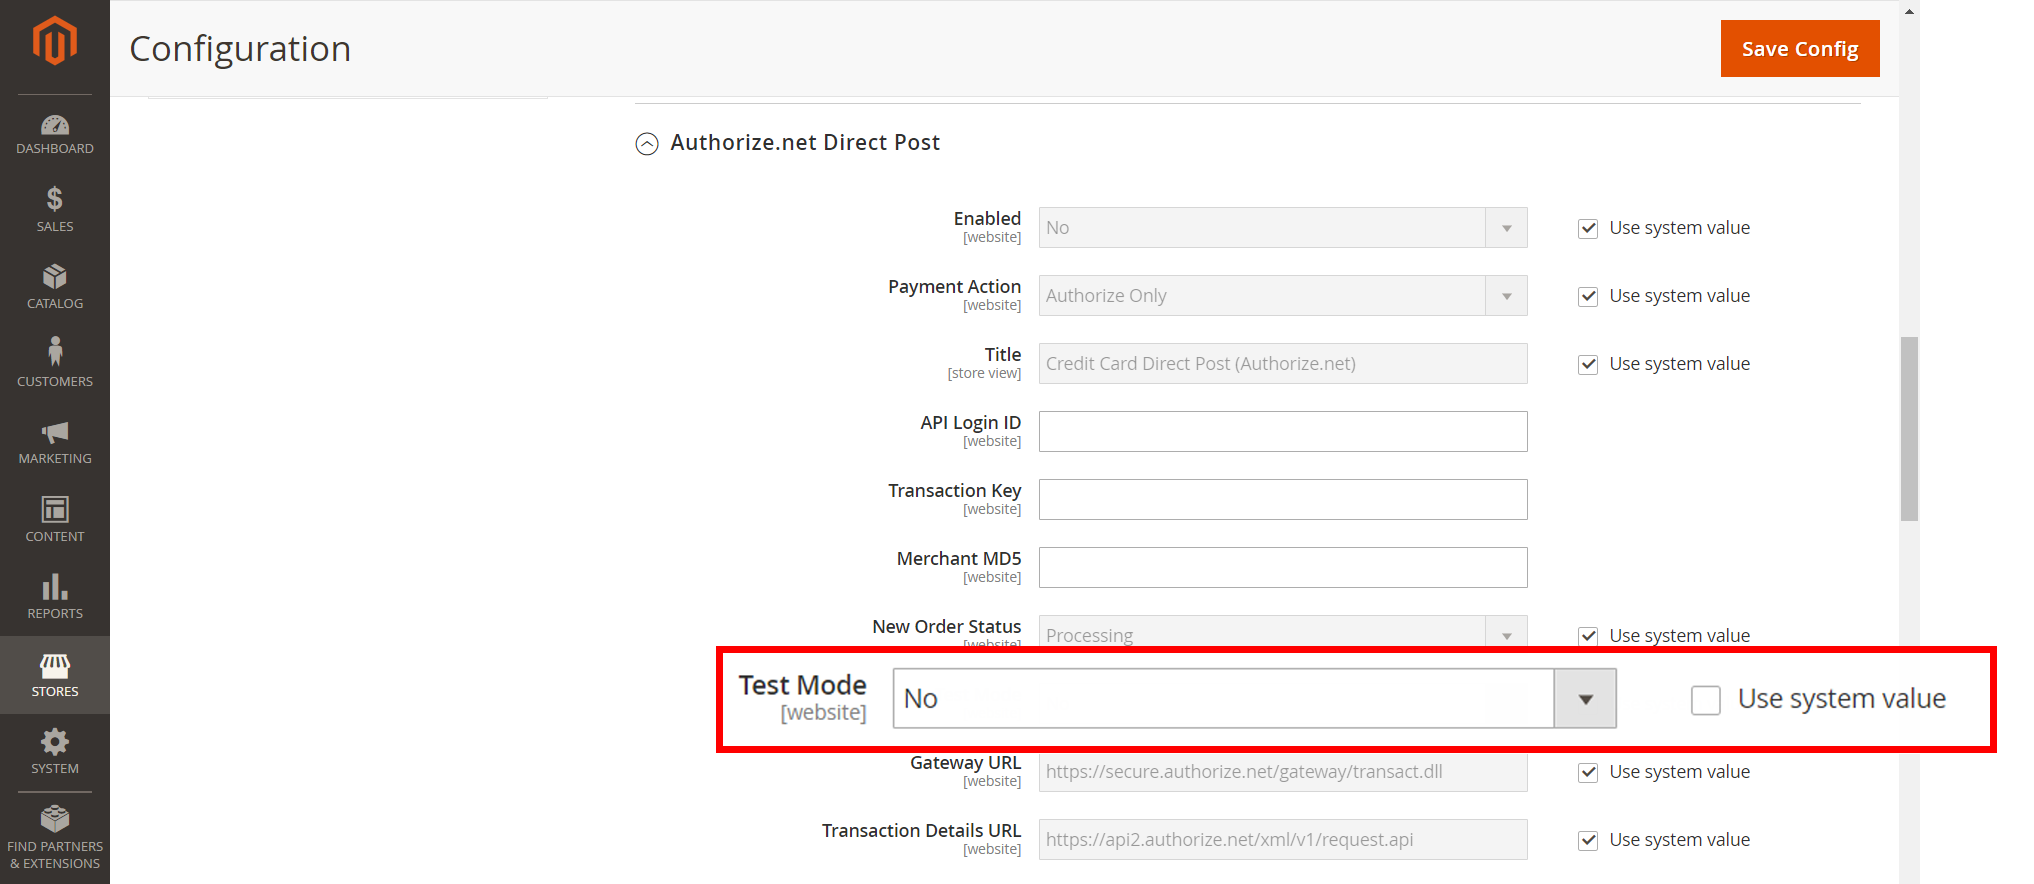 Configuration
Save Config
DASHBOARD
SALES
CATALOG
CUSTOMERS
MARKETING
CONTENT
REPORTS
STORES
SYSTEM
FIND PARTNERS
& EXTENSIONS
Authorize.net Direct Post
Enabled
[website]
No
Use system value
Payment Action
[website]
Authorize Only
Use system value
Title
[store view]
Credit Card Direct Post (Authorize.net)
Use system value
API Login ID
[website]
Transaction Key
[website]
Merchant MD5
[website]
New Order Status
[website]
Processing
Use system value
Test Mode
[website]
No
Use system value
Gateway URL
[website]
https://secure.authorize.net/gateway/transact.dll
Use system value
Transaction Details URL
[website]
https://api2.authorize.net/xml/v1/request.api
Use system value